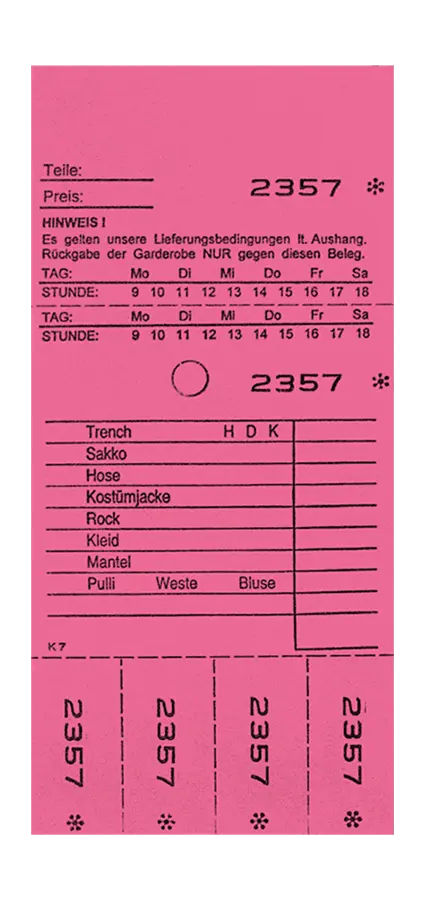 Teile:
2357 *
Preis:
HINWEIS !
Es gelten unsere Lieferungsbedingungen lt. Aushang.
Rückgabe der Garderobe NUR gegen diesen Beleg.
TAG: Mo Di Mi Do Fr Sa
STUNDE: 9 10 11 12 13 14 15 16 17 18
TAG: Mo Di Mi Do Fr Sa
STUNDE: 9 10 11 12 13 14 15 16 17 18
2357 *
Trench H D K
Sakko
Hose
Kostümjacke
Rock
Kleid
Mantel
Pulli Weste Bluse
K7
2357 *
2357 *
2357 *
2357 *